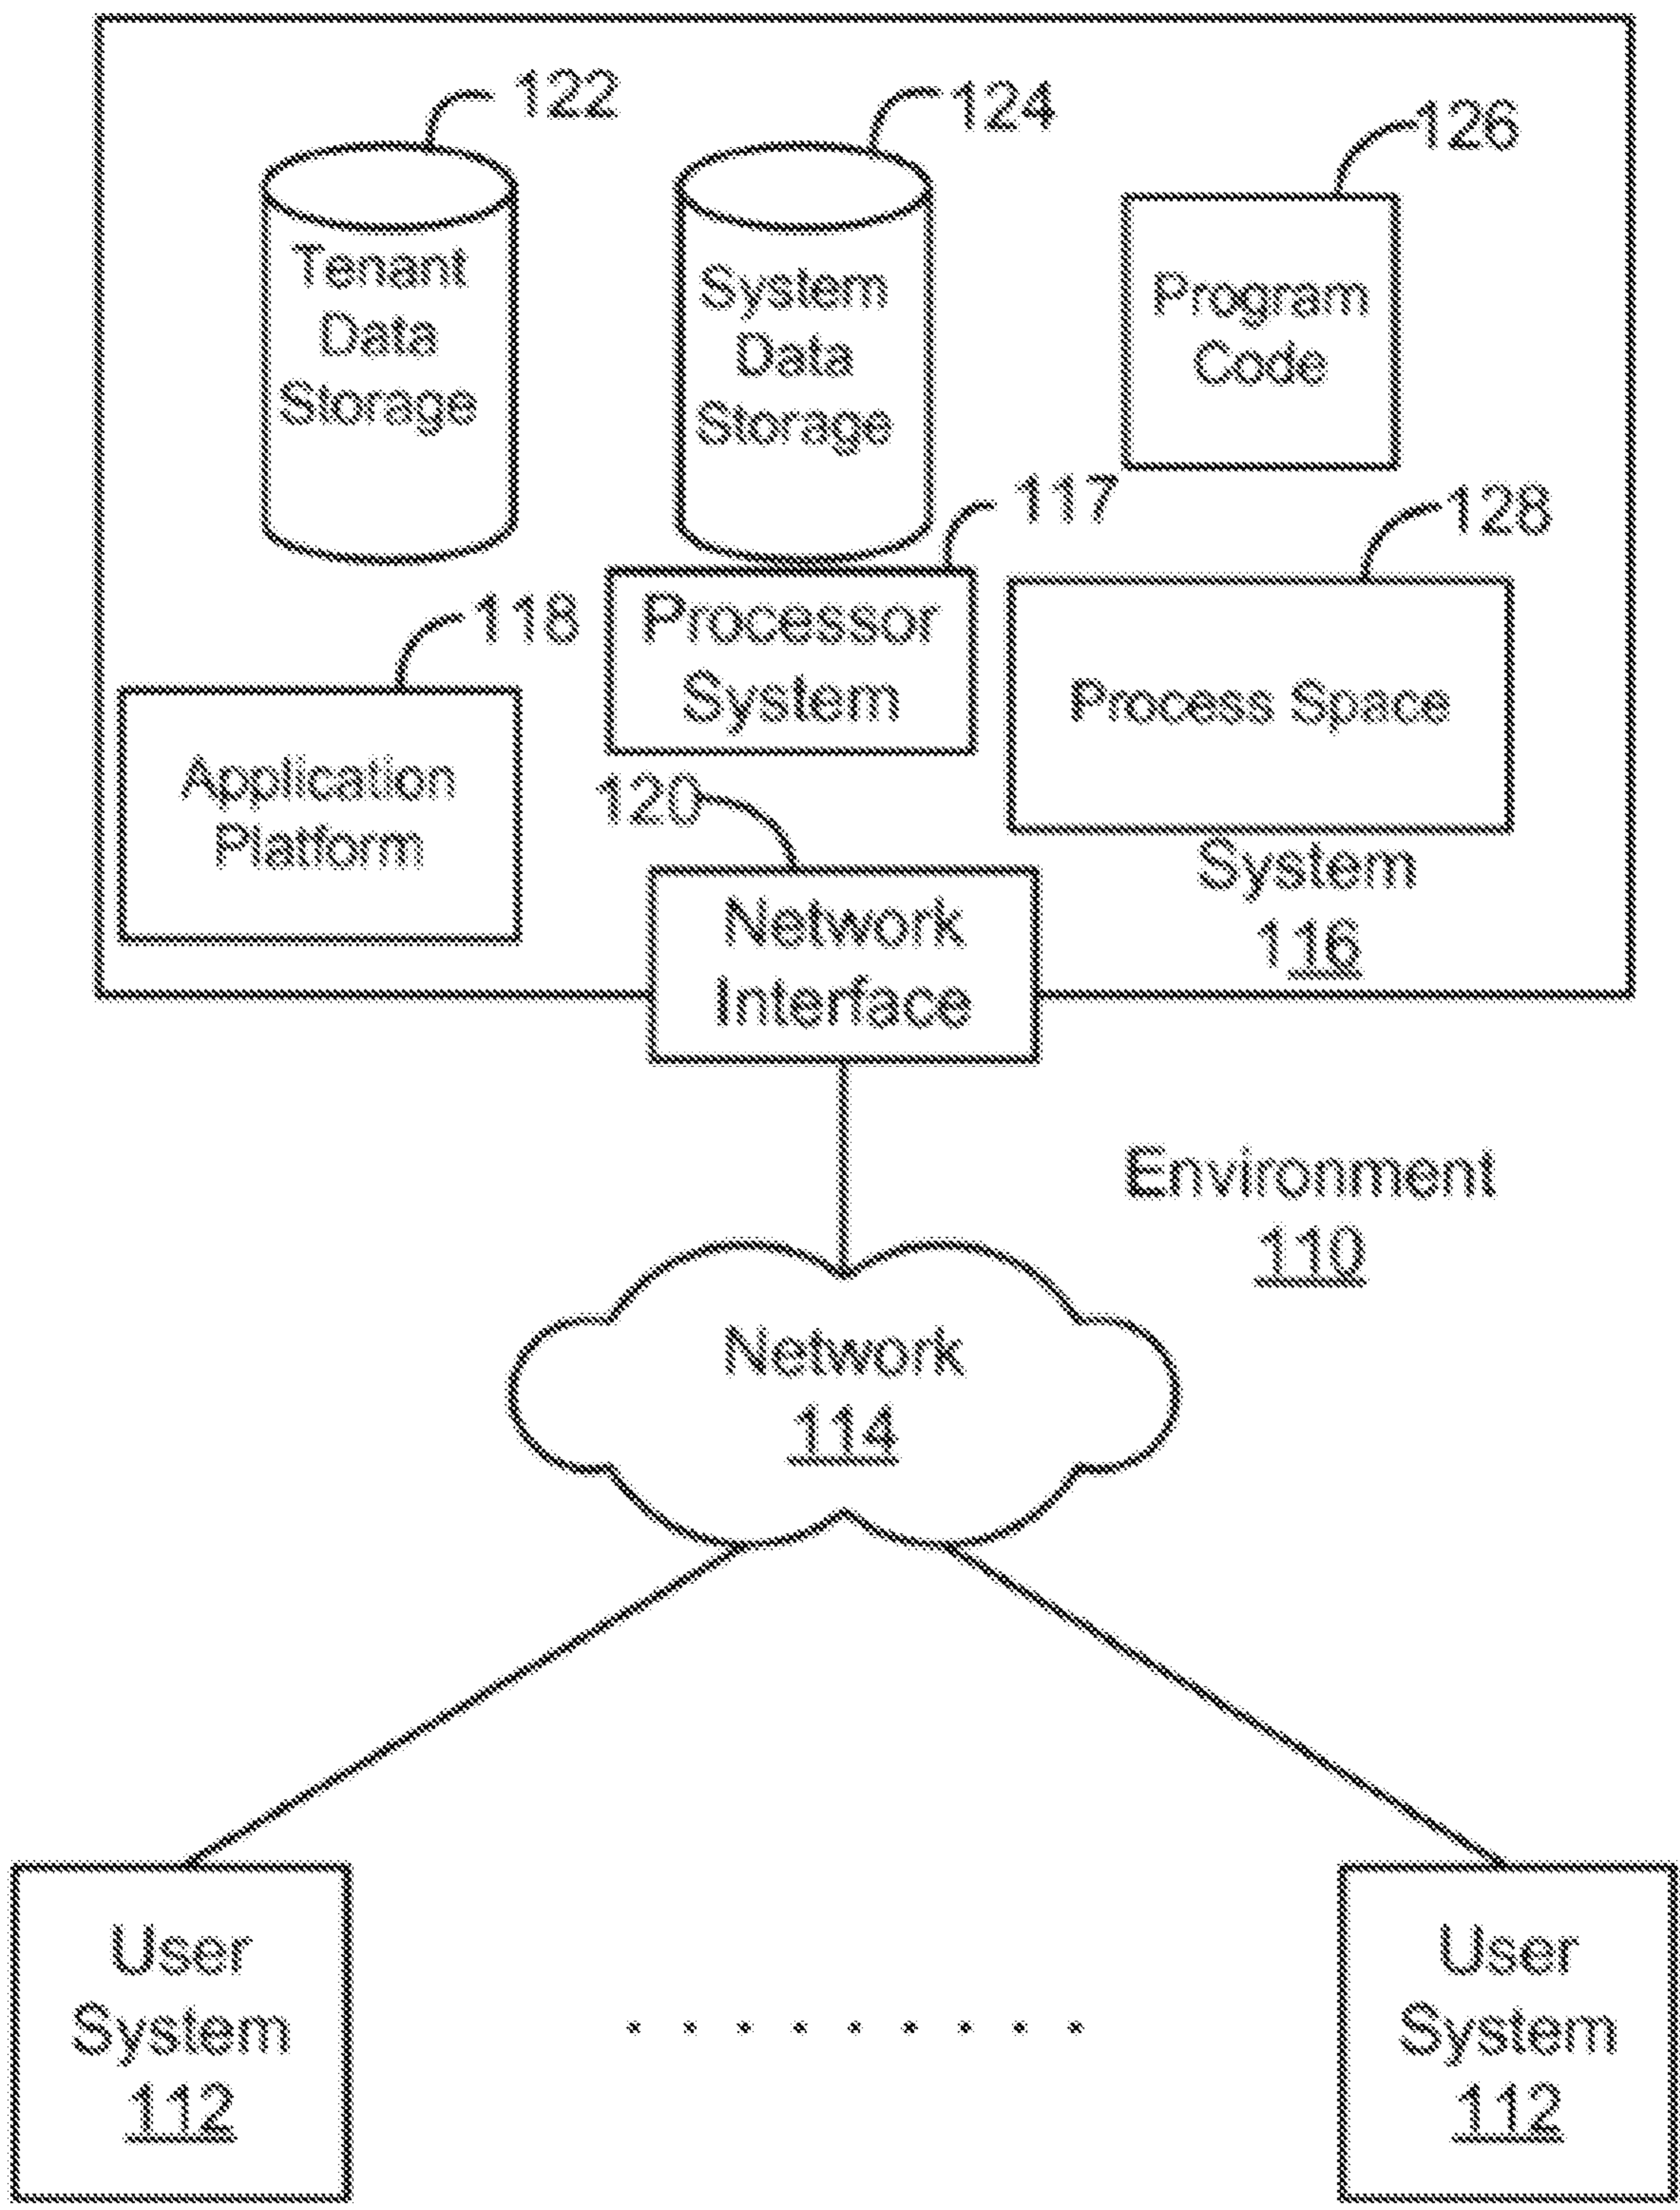 122
124
126
Tenant
Data
Storage
System
Data
Storage
Program
Code
117
128
118
Processor
System
Process Space
Application
Platform
120
System
116
Network
Interface
Environment
110
Network
114
User
System
112
. . . . . . . . .
User
System
112